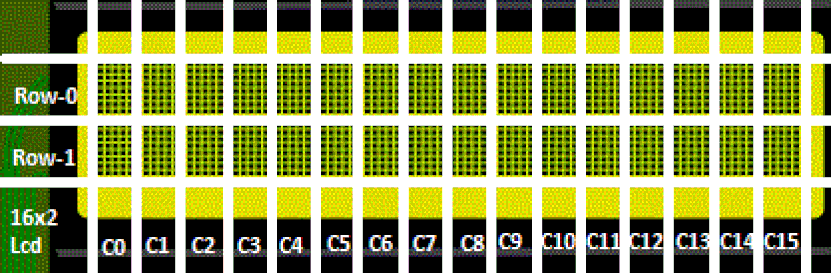 Row-0
Row-1
16x2
Lcd C0 C1 C2 C3 C4 C5 C6 C7 C8 C9 C10 C11 C12 C13 C14 C15